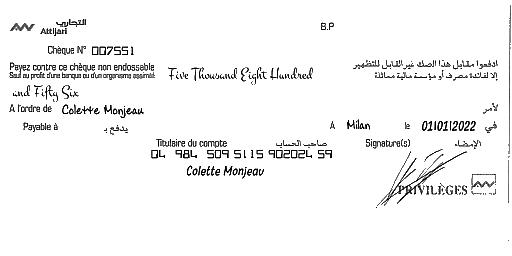 التجاري
Attijari
B.P
Chèque N° 007551
Payez contre ce chèque non endossable
Sauf au profit d'une banque ou d'un organisme assimilé
Five Thousand Eight Hundred
ادفعوا مقابل هذا الصك غير القابل للتظهير
إلا لفائدة مصرف أو مؤسسة مالية مماثلة
and Fifty Six
A l'ordre de Colette Monjeau
لأمر
Payable à يدفع بـ
A Milan le 01/01/2022 في
Titulaire du compte صاحب الحساب
Signature(s) الإمضاء
04 984 509 5115 902024 59
Colette Monjeau
PRIVILÈGES